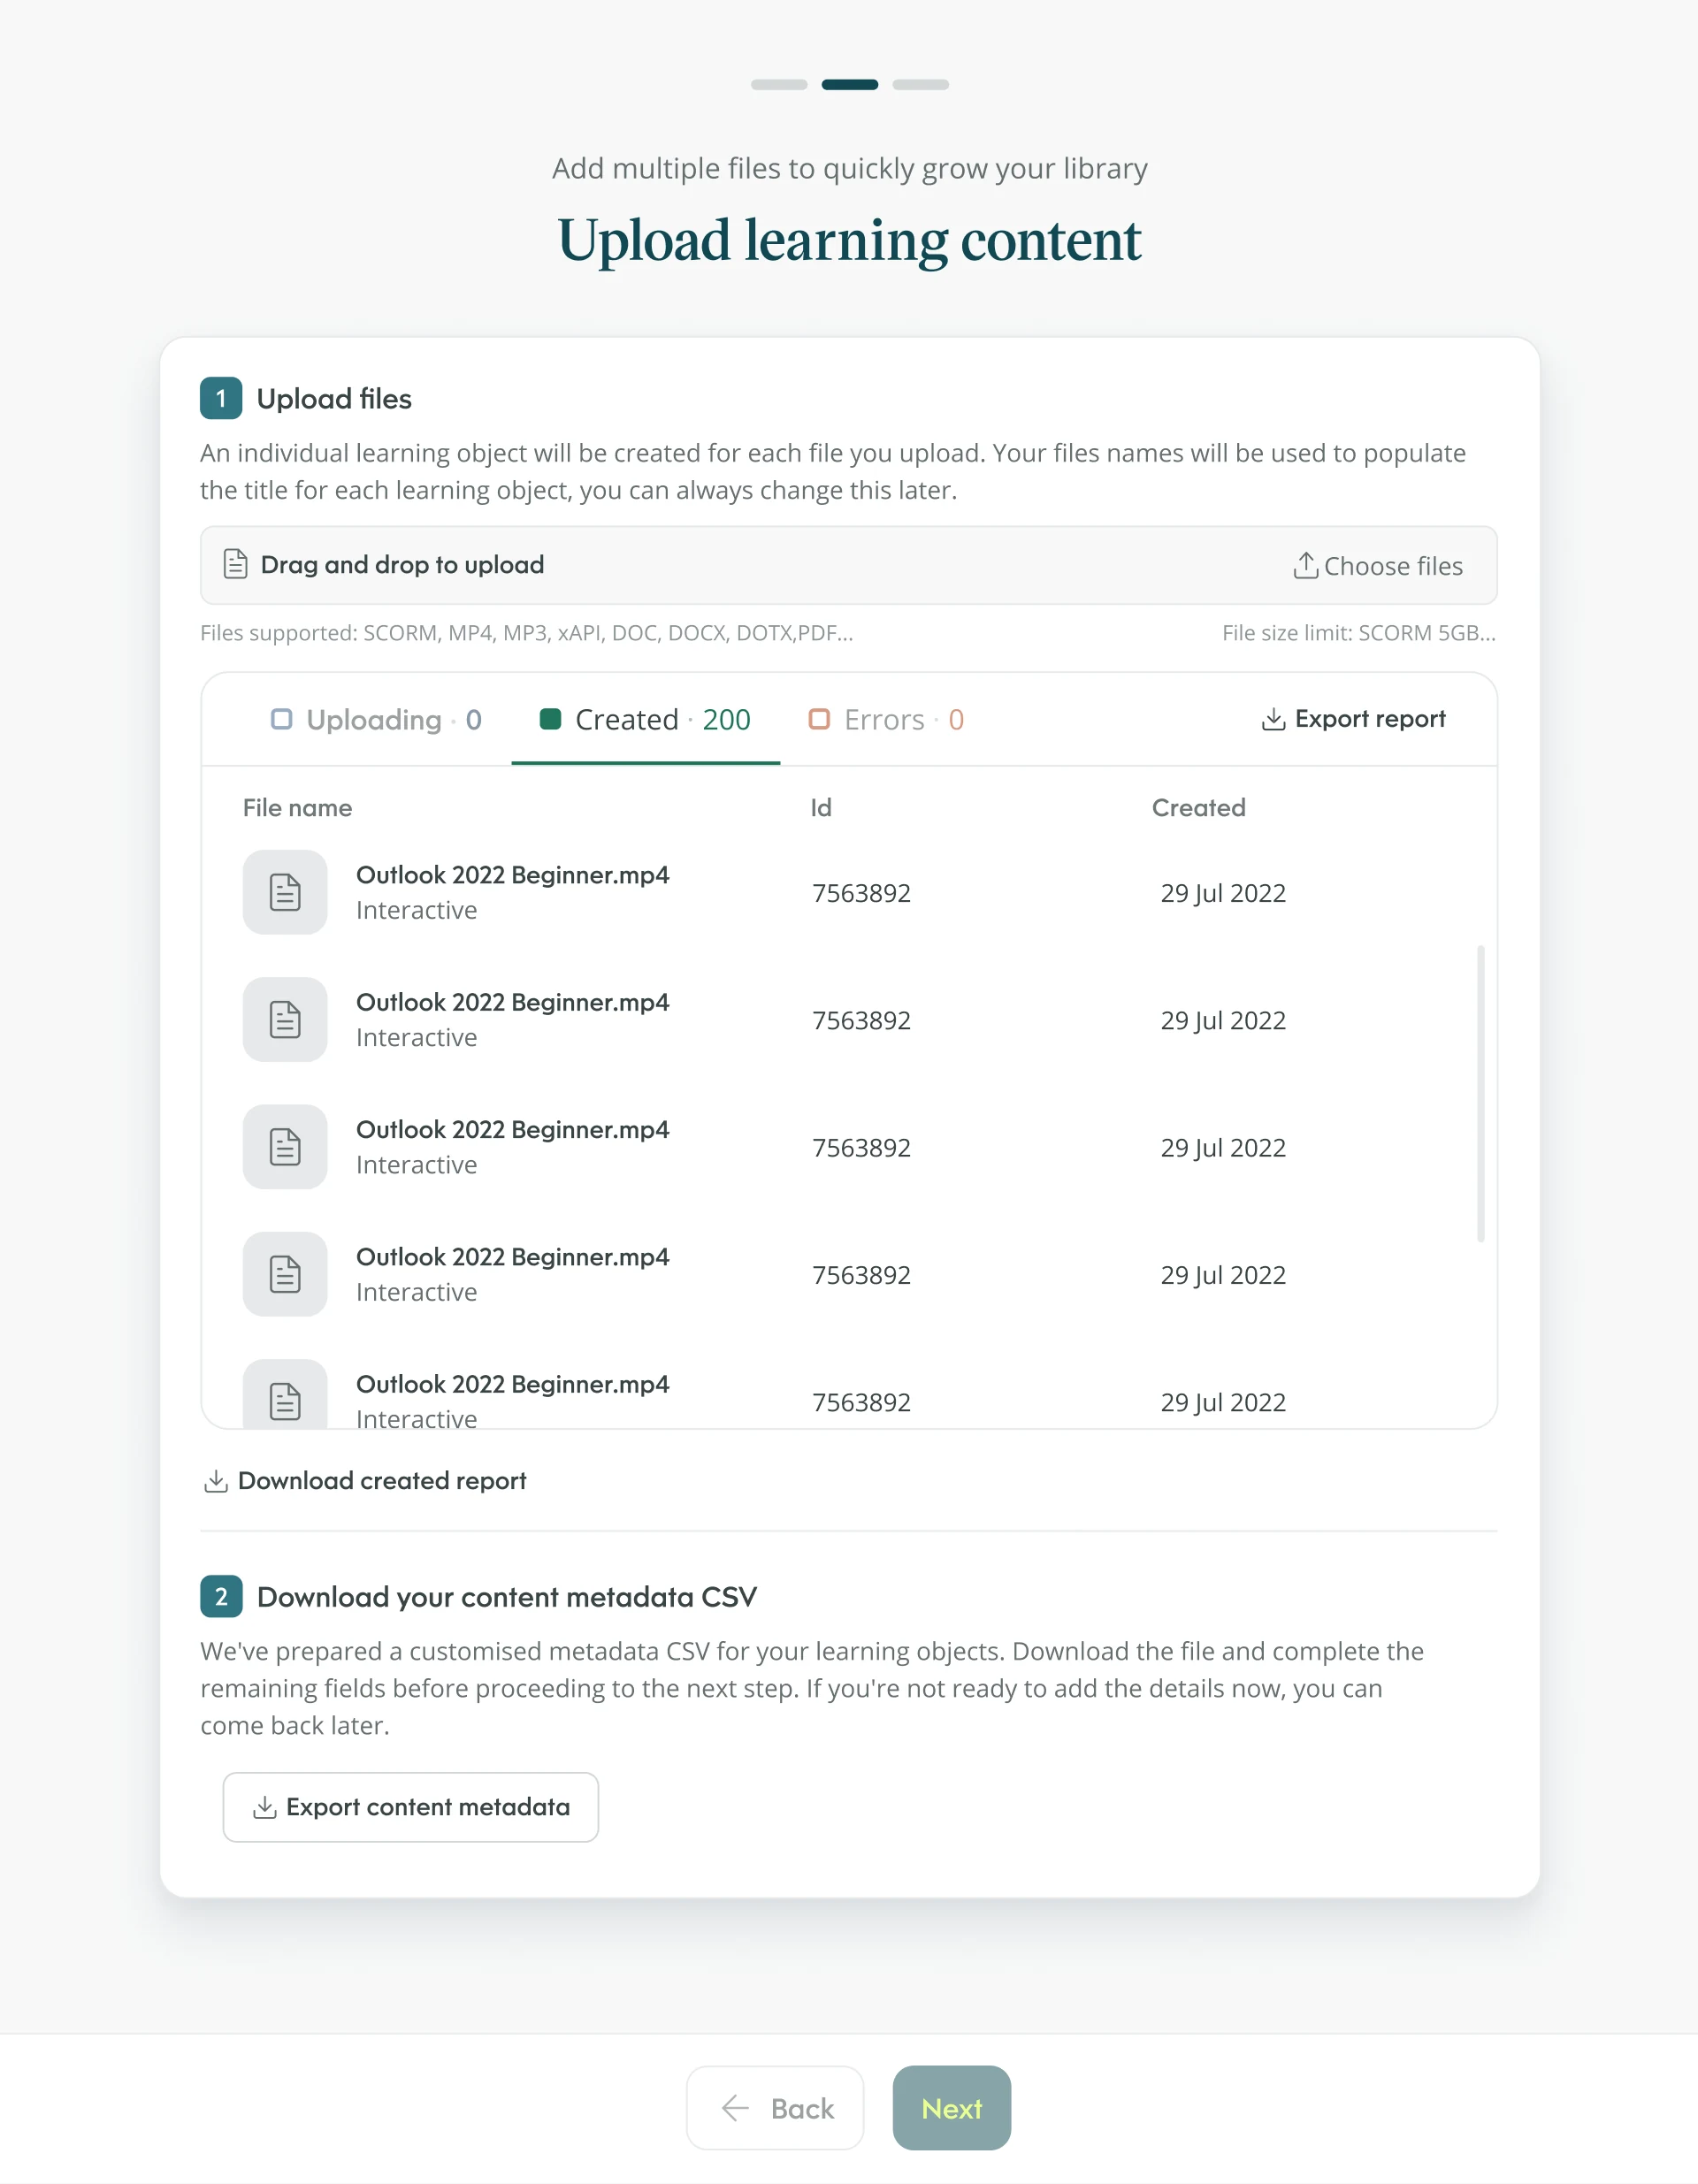 Add multiple files to quickly grow your library
Upload learning content
1 Upload files
An individual learning object will be created for each file you upload. Your files names will be used to populate
the title for each learning object, you can always change this later.
Drag and drop to upload
Choose files
Files supported: SCORM, MP4, MP3, xAPI, DOC, DOCX, DOTX,PDF...
File size limit: SCORM 5GB...
Uploading · 0
Created · 200
Errors · 0
Export report
File name
Id
Created
Outlook 2022 Beginner.mp4
Interactive
7563892
29 Jul 2022
Outlook 2022 Beginner.mp4
Interactive
7563892
29 Jul 2022
Outlook 2022 Beginner.mp4
Interactive
7563892
29 Jul 2022
Outlook 2022 Beginner.mp4
Interactive
7563892
29 Jul 2022
Outlook 2022 Beginner.mp4
Interactive
7563892
29 Jul 2022
Download created report
2 Download your content metadata CSV
We've prepared a customised metadata CSV for your learning objects. Download the file and complete the
remaining fields before proceeding to the next step. If you're not ready to add the details now, you can
come back later.
Export content metadata
Back
Next